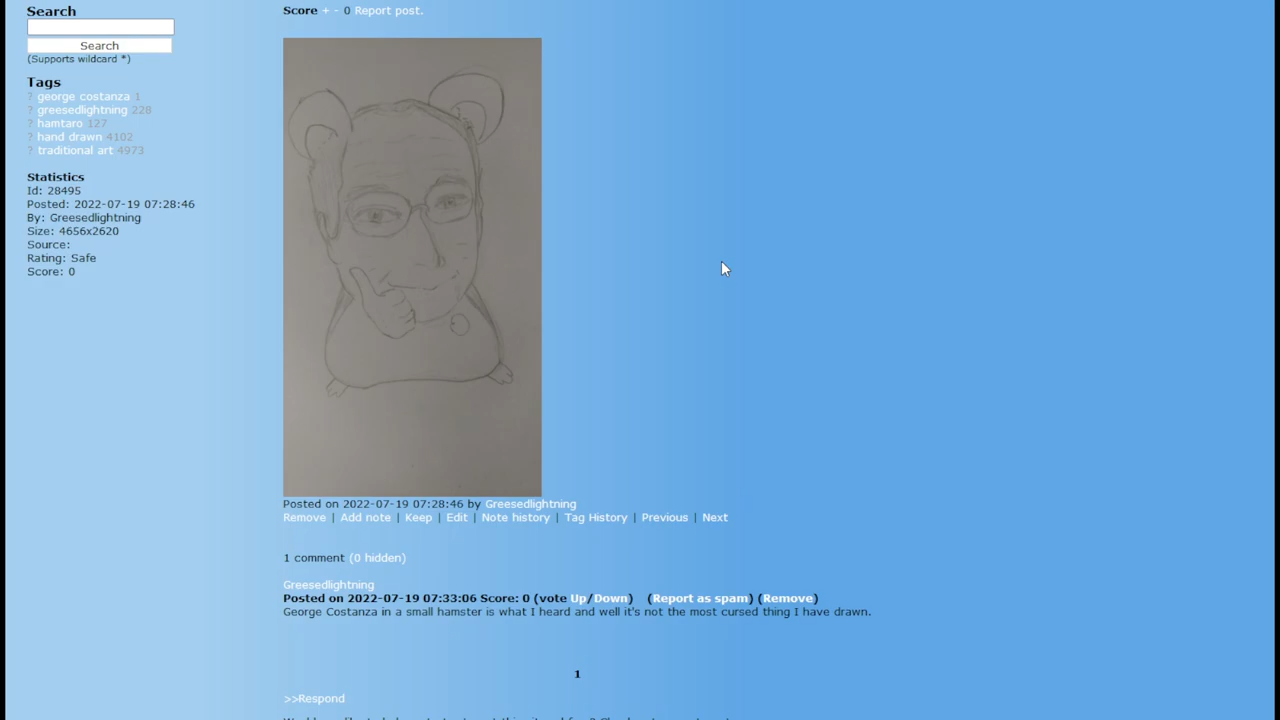 Search
Search
(Supports wildcard *)
Tags
? george costanza 1
? greesedlightning 228
? hamtaro 127
? hand drawn 4102
? traditional art 4973
Statistics
Id: 28495
Posted: 2022-07-19 07:28:46
By: Greesedlightning
Size: 4656x2620
Source:
Rating: Safe
Score: 0
Score + - 0 Report post.
Posted on 2022-07-19 07:28:46 by Greesedlightning
Remove | Add note | Keep | Edit | Note history | Tag History | Previous | Next
1 comment (0 hidden)
Greesedlightning
Posted on 2022-07-19 07:33:06 Score: 0 (vote Up/Down) (Report as spam) (Remove)
George Costanza in a small hamster is what I heard and well it's not the most cursed thing I have drawn.
1
>>Respond